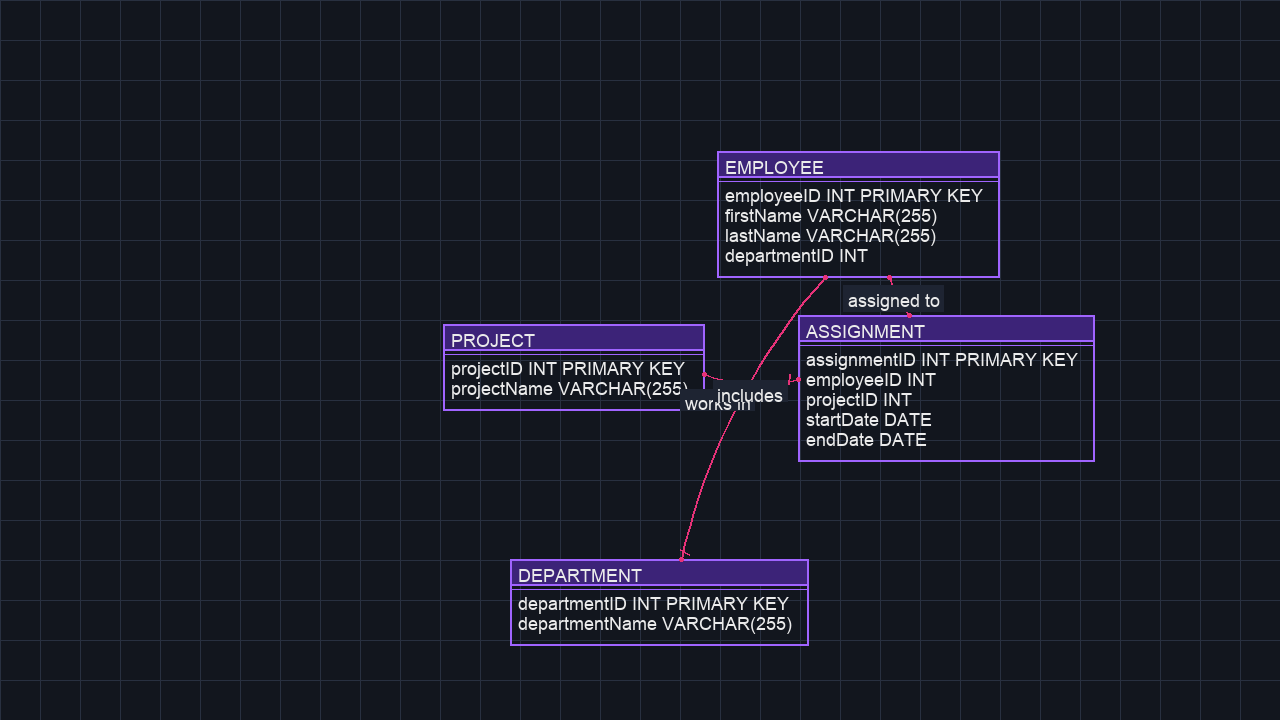 EMPLOYEE
employeeID INT PRIMARY KEY
firstName VARCHAR(255)
lastName VARCHAR(255)
departmentID INT
assigned to
PROJECT
projectID INT PRIMARY KEY
projectName VARCHAR(255)
works in
includes
ASSIGNMENT
assignmentID INT PRIMARY KEY
employeeID INT
projectID INT
startDate DATE
endDate DATE
DEPARTMENT
departmentID INT PRIMARY KEY
departmentName VARCHAR(255)